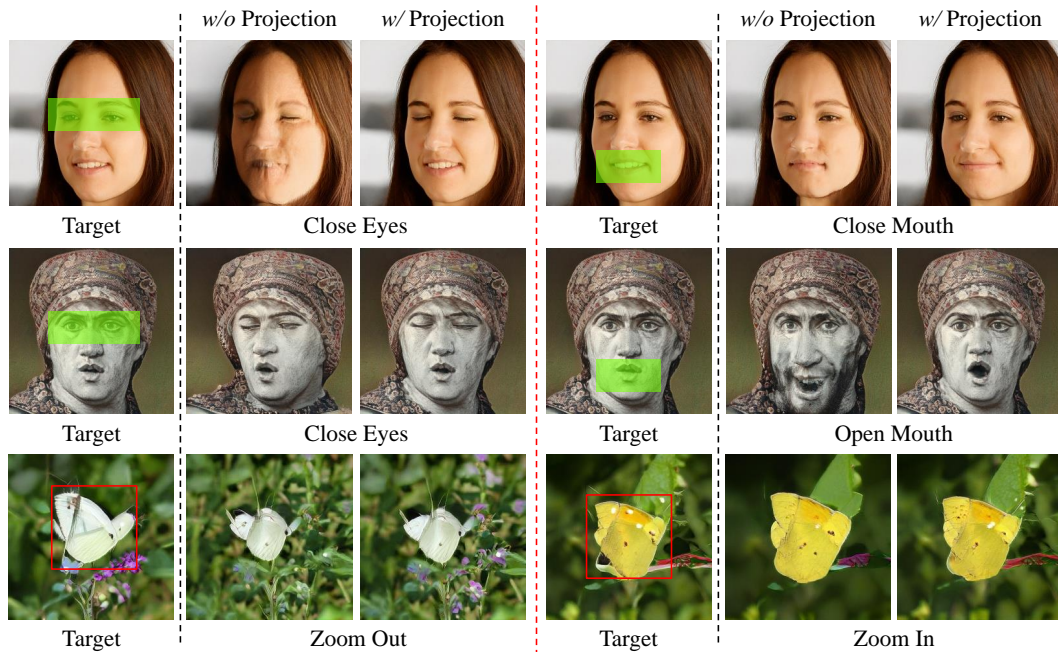 w/o Projection w/ Projection w/o Projection w/ Projection
Target Close Eyes Target Close Mouth
Target Close Eyes Target Open Mouth
Target Zoom Out Target Zoom In